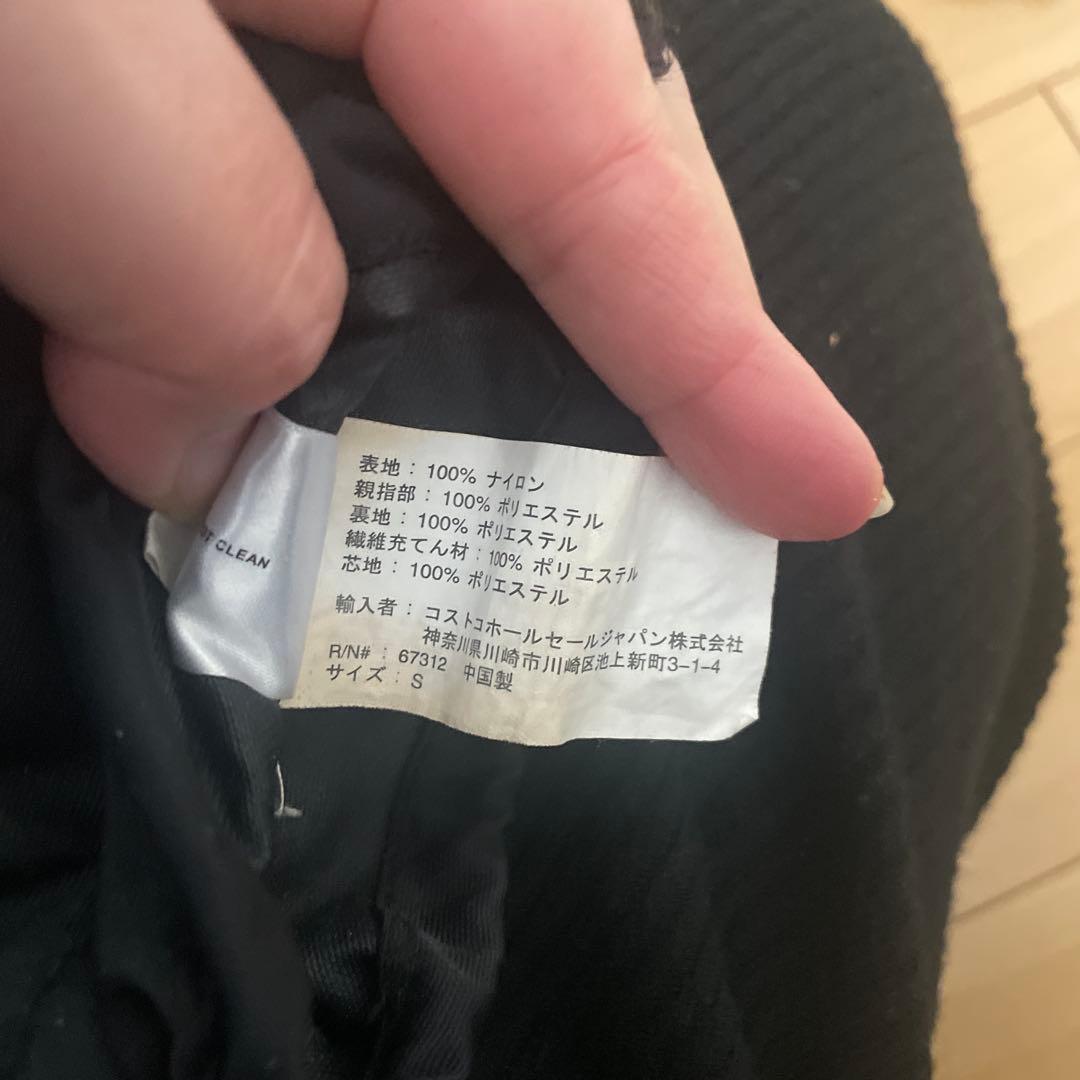 表地 : 100% ナイロン
親指部 : 100% ポリエステル
裏地 : 100% ポリエステル
繊維充てん材 : 100% ポリエステル
芯地 : 100% ポリエステル
輸入者 : コストコホールセールジャパン株式会社
神奈川県川崎市川崎区池上新町3-1-4
R/N# : 67312 中国製
サイズ : S
CLEAN